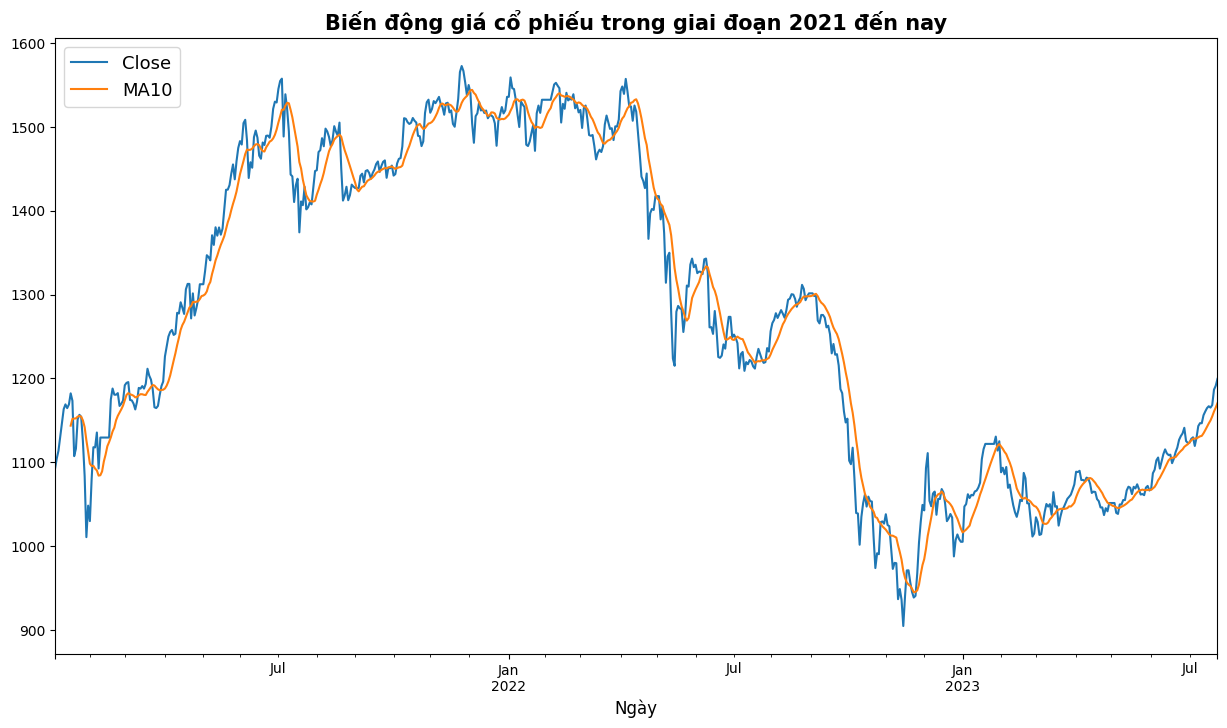 Biến động giá cổ phiếu trong giai đoạn 2021 đến nay
Close
MA10
1600
1500
1400
1300
1200
1100
1000
900
Jul
Jan
2022
Jul
Jan
2023
Jul
Ngày